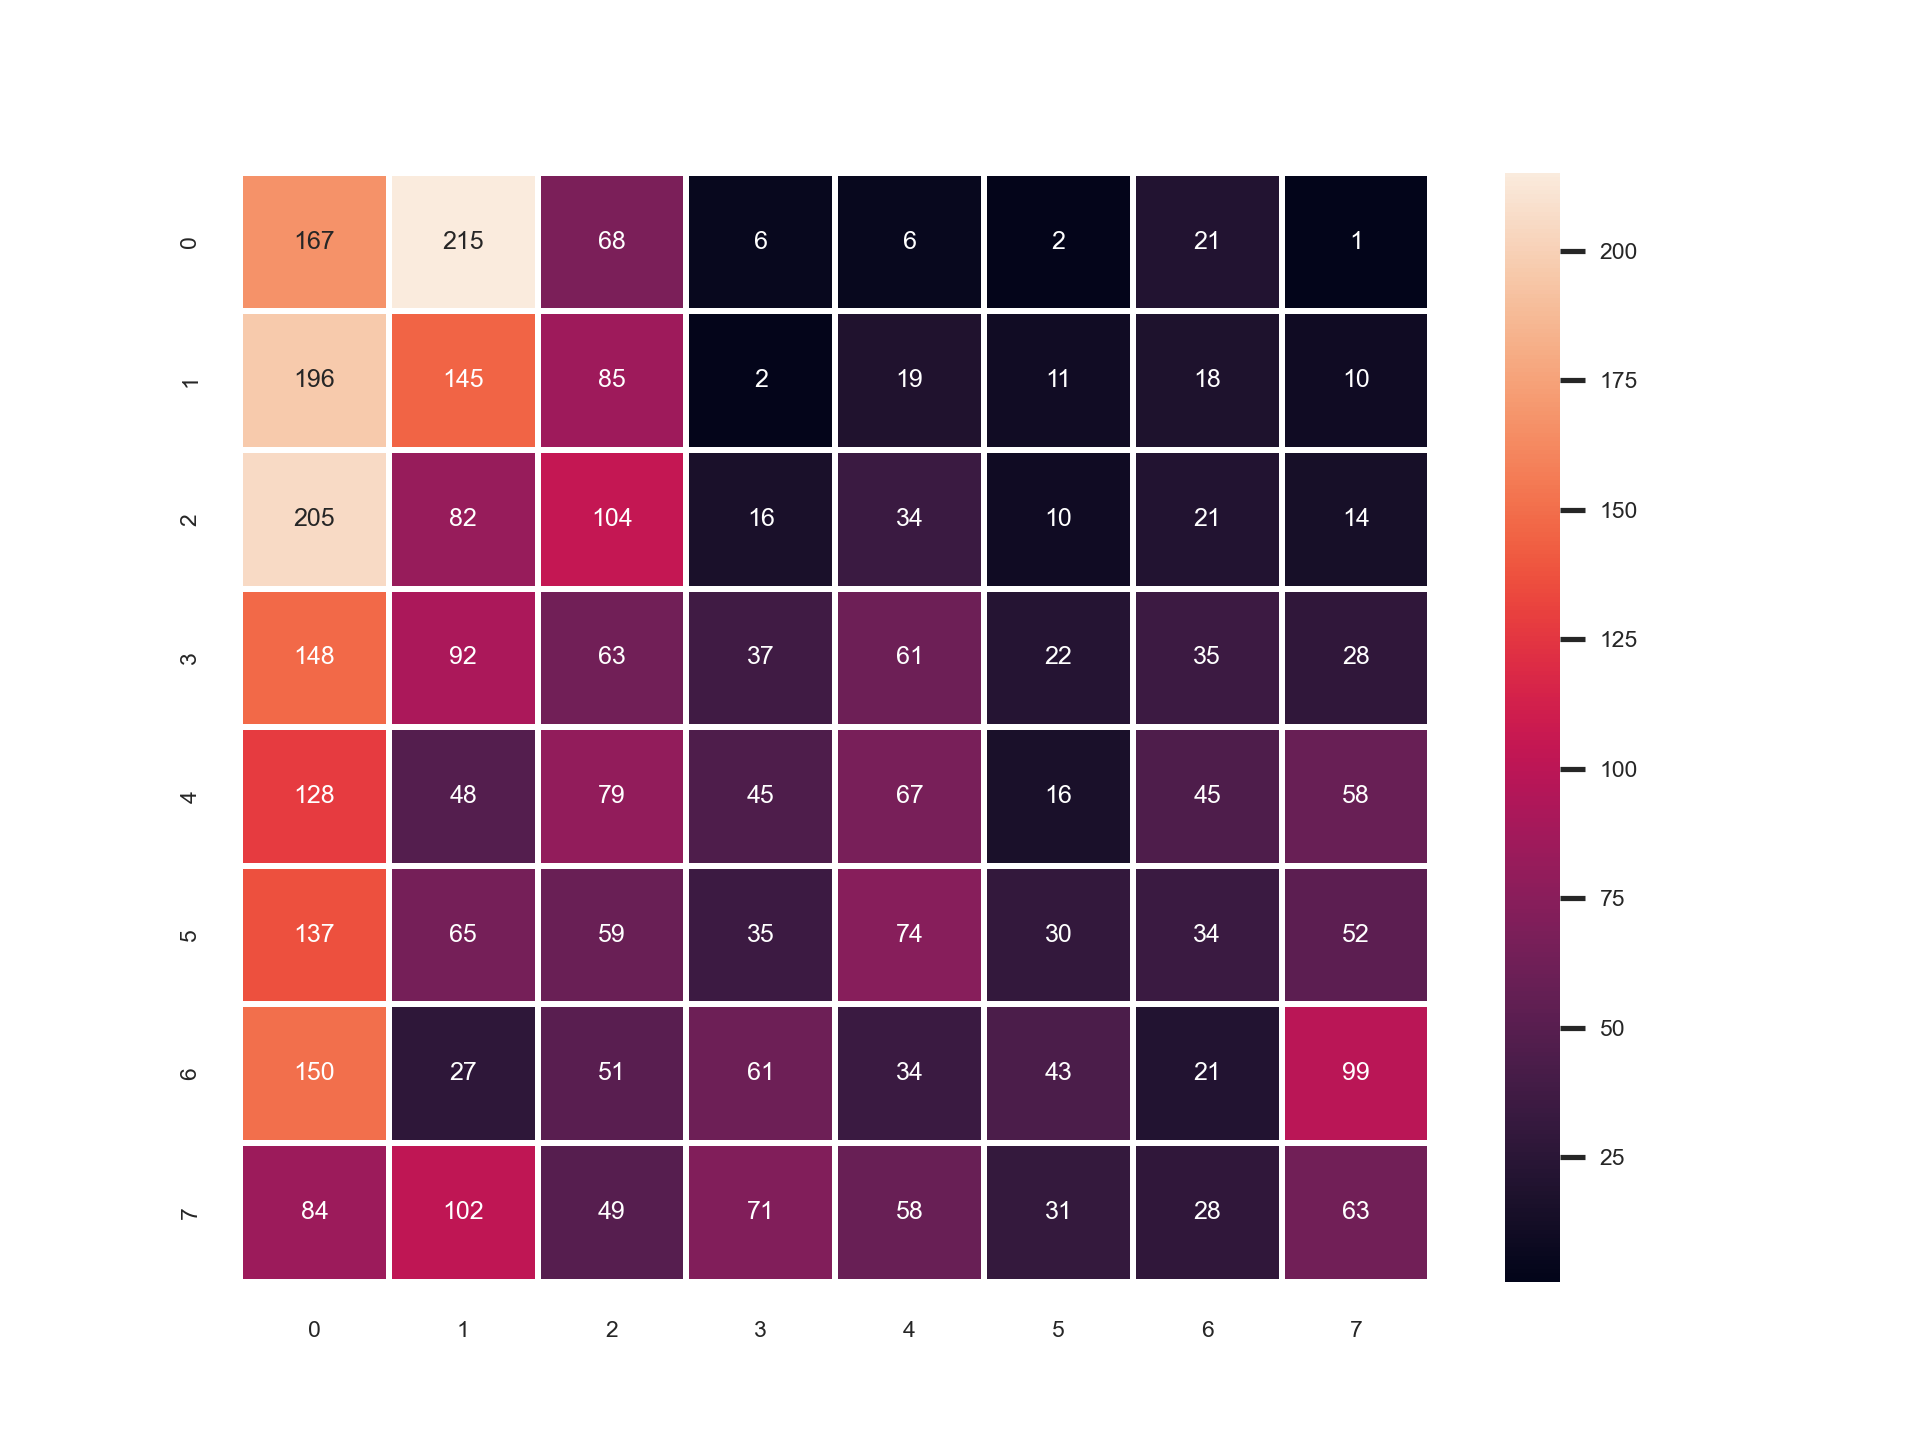 0 167 215 68 6 6 2 21 1
1 196 145 85 2 19 11 18 10
2 205 82 104 16 34 10 21 14
3 148 92 63 37 61 22 35 28
4 128 48 79 45 67 16 45 58
5 137 65 59 35 74 30 34 52
6 150 27 51 61 34 43 21 99
7 84 102 49 71 58 31 28 63
0 1 2 3 4 5 6 7
200
175
150
125
100
75
50
25